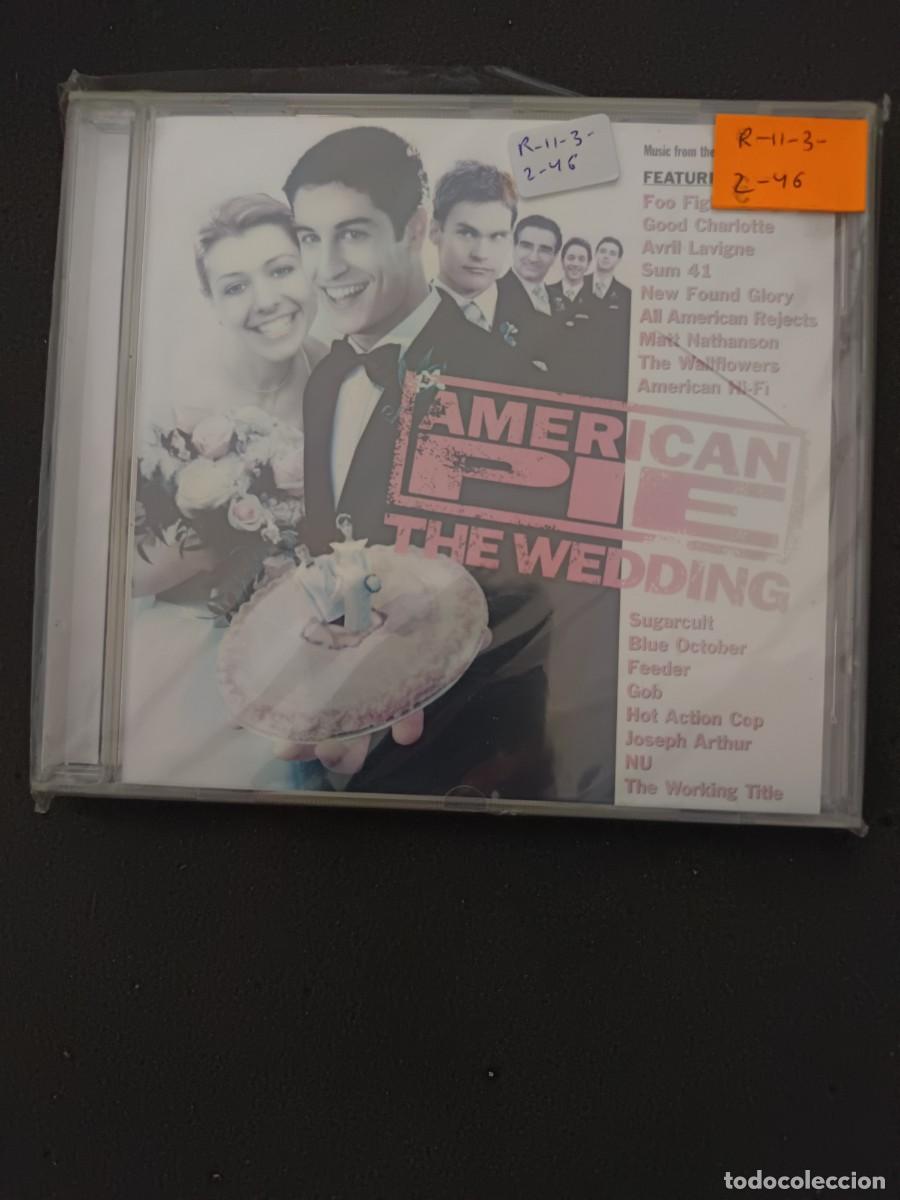 R-11-3-
2-46
R-11-3-
2-46
Music from the
FEATURI
Foo Fig
Good Charlotte
Avril Lavigne
Sum 41
New Found Glory
All American Rejects
Matt Nathanson
The Wallflowers
American Hi-Fi
AMERICAN
PIE
THE WEDDING
Sugarcult
Blue October
Feeder
Gob
Hot Action Cop
Joseph Arthur
NU
The Working Title
todocoleccion